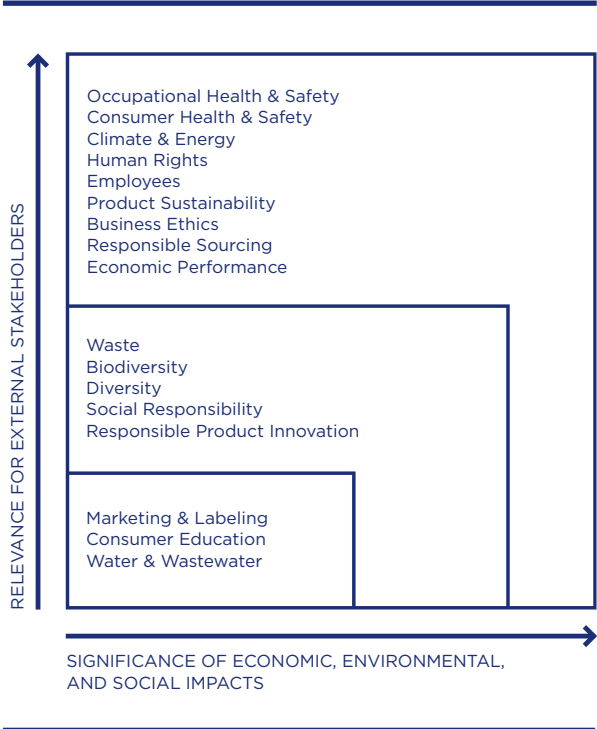 Occupational Health & Safety
Consumer Health & Safety
Climate & Energy
Human Rights
Employees
Product Sustainability
Business Ethics
Responsible Sourcing
Economic Performance
Waste
Biodiversity
Diversity
Social Responsibility
Responsible Product Innovation
Marketing & Labeling
Consumer Education
Water & Wastewater
RELEVANCE FOR EXTERNAL STAKEHOLDERS
SIGNIFICANCE OF ECONOMIC, ENVIRONMENTAL,
AND SOCIAL IMPACTS